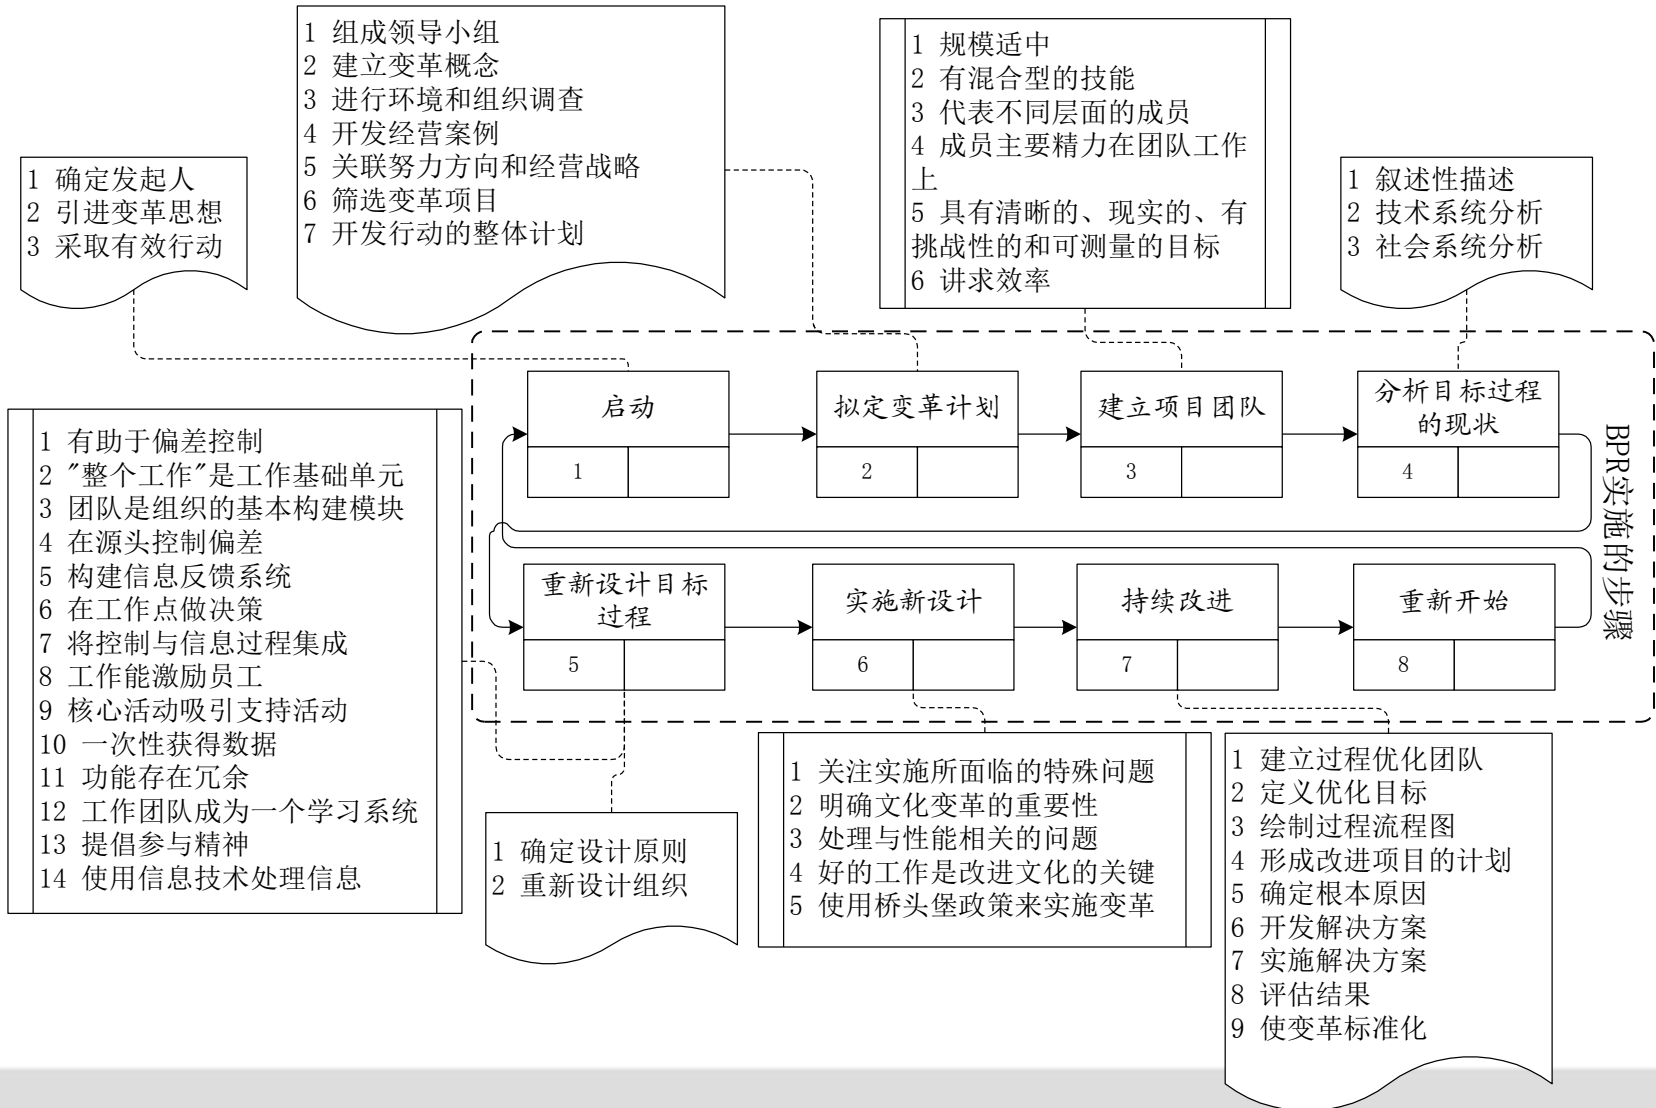 1 组成领导小组
2 建立变革概念
3 进行环境和组织调查
4 开发经营案例
5 关联努力方向和经营战略
6 筛选变革项目
7 开发行动的整体计划
1 规模适中
2 有混合型的技能
3 代表不同层面的成员
4 成员主要精力在团队工作
上
5 具有清晰的、现实的、有
挑战性的和可测量的目标
6 讲求效率
1 确定发起人
2 引进变革思想
3 采取有效行动
1 叙述性描述
2 技术系统分析
3 社会系统分析
启动
1
拟定变革计划
2
建立项目团队
3
分析目标过程
的现状
4
BPR实施的步骤
重新设计目标
过程
5
实施新设计
6
持续改进
7
重新开始
8
1 有助于偏差控制
2 "整个工作"是工作基础单元
3 团队是组织的基本构建模块
4 在源头控制偏差
5 构建信息反馈系统
6 在工作点做决策
7 将控制与信息过程集成
8 工作能激励员工
9 核心活动吸引支持活动
10 一次性获得数据
11 功能存在冗余
12 工作团队成为一个学习系统
13 提倡参与精神
14 使用信息技术处理信息
1 确定设计原则
2 重新设计组织
1 关注实施所面临的特殊问题
2 明确文化变革的重要性
3 处理与性能相关的问题
4 好的工作是改进文化的关键
5 使用桥头堡政策来实施变革
1 建立过程优化团队
2 定义优化目标
3 绘制过程流程图
4 形成改进项目的计划
5 确定根本原因
6 开发解决方案
7 实施解决方案
8 评估结果
9 使变革标准化